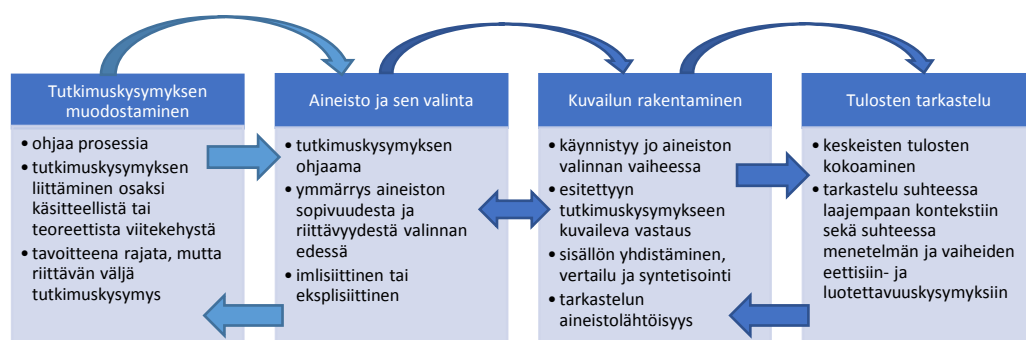 Tutkimuskysymyksen
muodostaminen
• ohjaa prosessia
• tutkimuskysymyksen
liittäminen osaksi
käsitteellistä tai
teoreettista viitekehystä
• tavoitteena rajata, mutta
riittävän väljä
tutkimuskysymys
Aineisto ja sen valinta
• tutkimuskysymyksen
ohjaama
• ymmärrys aineiston
sopivuudesta ja
riittävyydestä valinnan
edessä
• imlisiittinen tai
eksplisiittinen
Kuvailun rakentaminen
• käynnistyy jo aineiston
valinnan vaiheessa
• esitettyyn
tutkimuskysymykseen
kuvaileva vastaus
• sisällön yhdistäminen,
vertailu ja syntetisointi
• tarkastelun
aineistolähtöisyys
Tulosten tarkastelu
• keskeisten tulosten
kokoaminen
• tarkastelu suhteessa
laajempaan kontekstiin
sekä suhteessa
menetelmän ja vaiheiden
eettisiin- ja
luotettavuuskysymyksiin